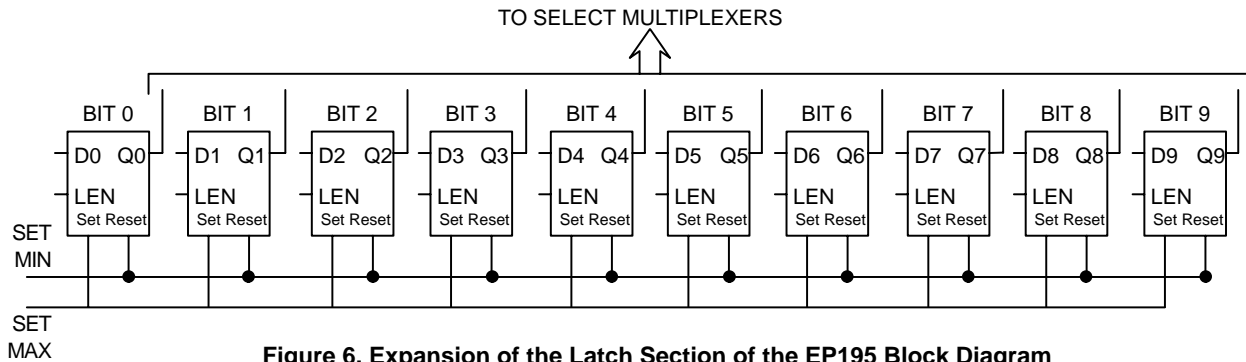 TO SELECT MULTIPLEXERS
BIT 0 BIT 1 BIT 2 BIT 3 BIT 4 BIT 5 BIT 6 BIT 7 BIT 8 BIT 9
D0 Q0 D1 Q1 D2 Q2 D3 Q3 D4 Q4 D5 Q5 D6 Q6 D7 Q7 D8 Q8 D9 Q9
LEN LEN LEN LEN LEN LEN LEN LEN LEN LEN
Set Reset Set Reset Set Reset Set Reset Set Reset Set Reset Set Reset Set Reset Set Reset Set Reset
SET
MIN
SET
MAX
Figure 6. Expansion of the Latch Section of the EP195 Block Diagram